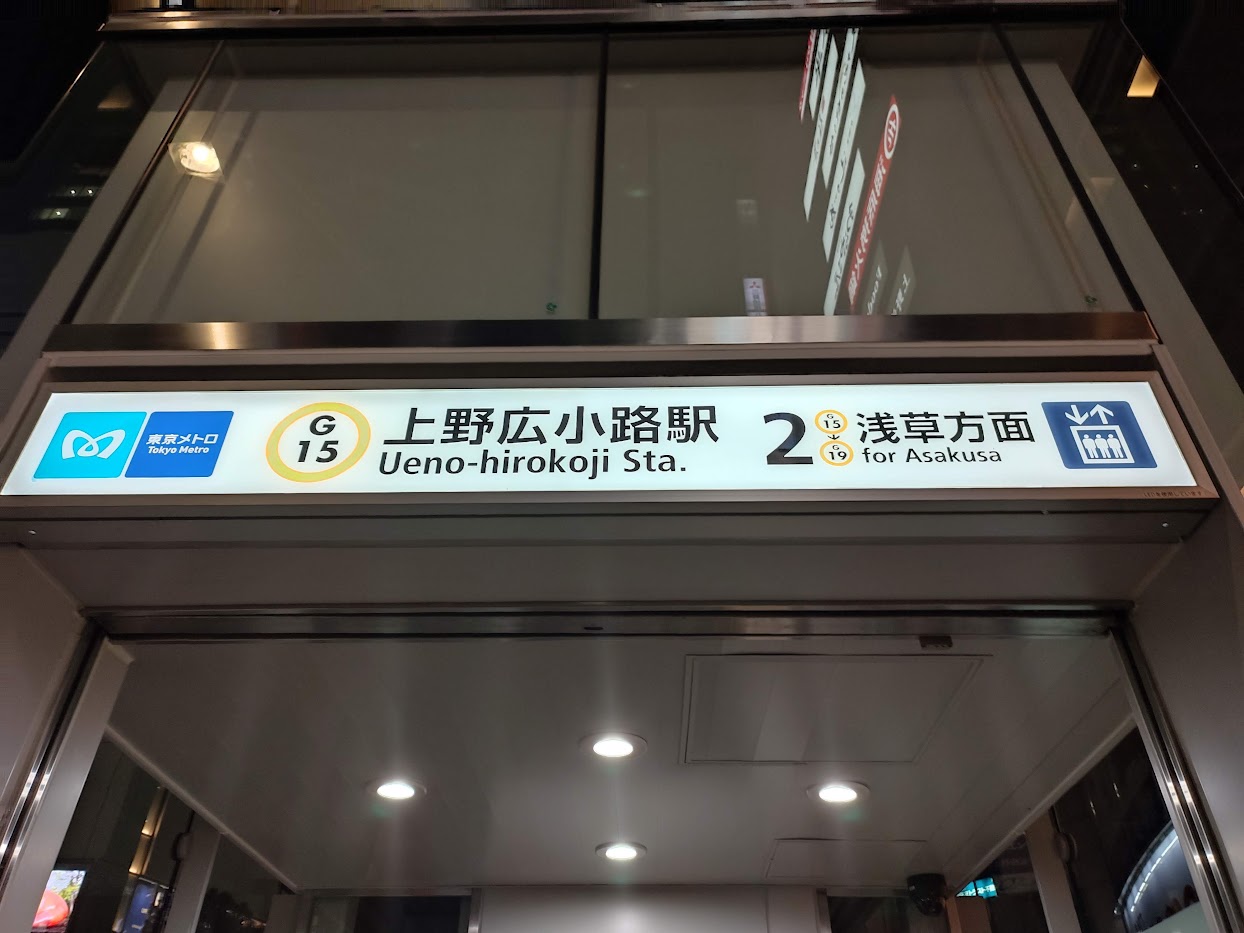 東京メトロ
Tokyo Metro
G
15
上野広小路駅
Ueno-hirokoji Sta.
2
G
15
G
19
浅草方面
for Asakusa